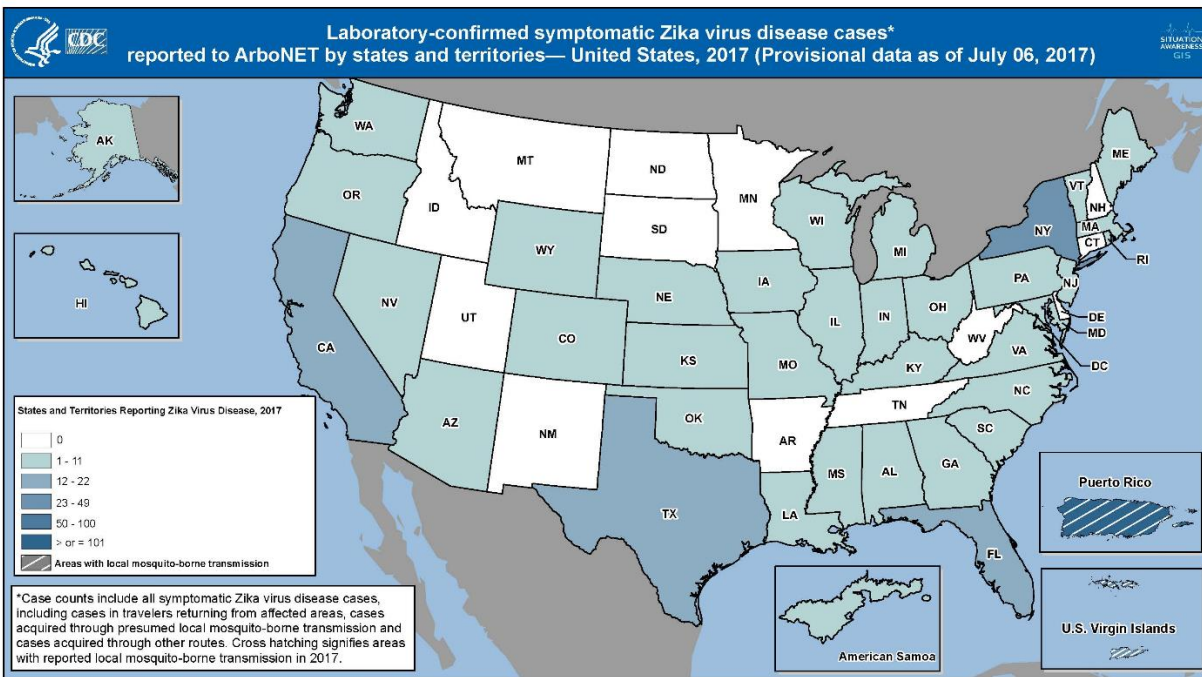 CDC
Laboratory-confirmed symptomatic Zika virus disease cases*
reported to ArboNET by states and territories— United States, 2017 (Provisional data as of July 06, 2017)
SITUATION
AWARENESS
GIS
AK
HI
WA
OR
CA
NV
ID
MT
WY
UT
AZ
CO
NM
ND
SD
NE
KS
OK
TX
MN
IA
MO
AR
LA
WI
IL
MS
MI
IN
OH
KY
TN
AL
GA
FL
SC
NC
VA
WV
PA
NY
VT
NH
ME
MA
CT
RI
NJ
DE
MD
DC
States and Territories Reporting Zika Virus Disease, 2017
0
1 - 11
12 - 22
23 - 49
50 - 100
> or = 101
Areas with local mosquito-borne transmission
*Case counts include all symptomatic Zika virus disease cases,
including cases in travelers returning from affected areas, cases
acquired through presumed local mosquito-borne transmission and
cases acquired through other routes. Cross hatching signifies areas
with reported local mosquito-borne transmission in 2017.
American Samoa
Puerto Rico
U.S. Virgin Islands